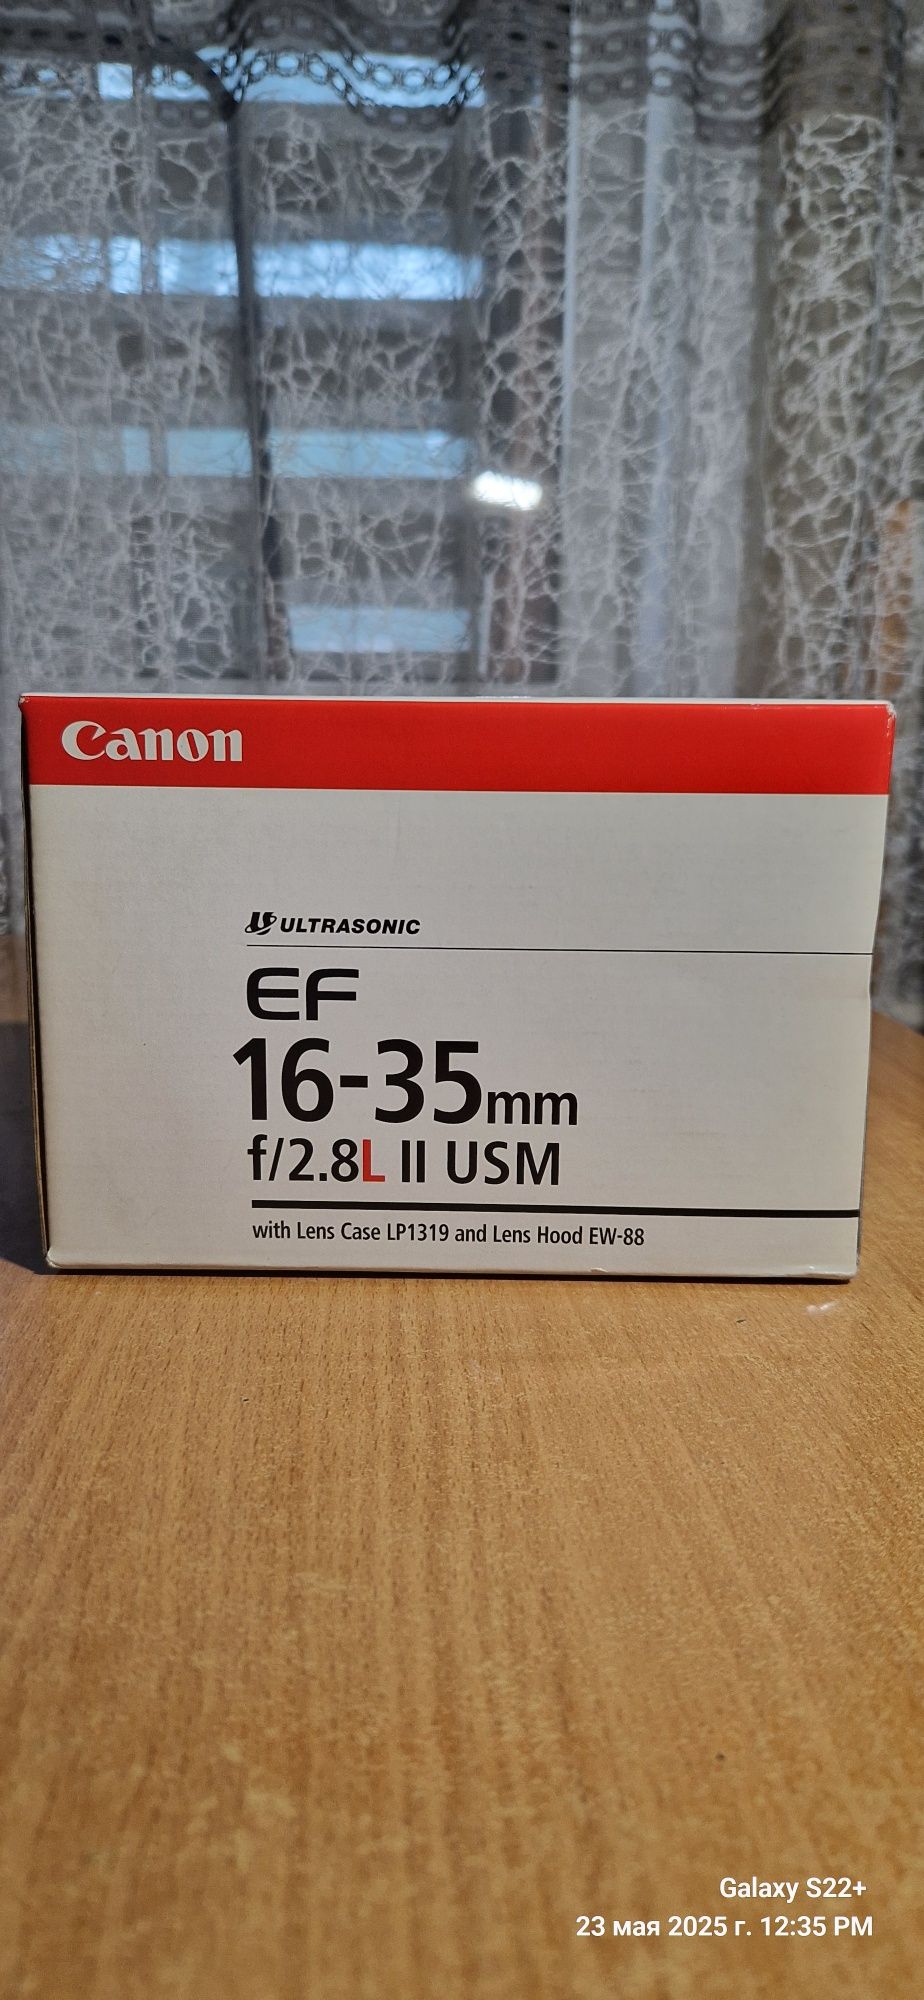 Canon
ULTRASONIC
EF
16-35mm
f/2.8L II USM
with Lens Case LP1319 and Lens Hood EW-88
Galaxy S22+
23 мая 2025 г. 12:35 PM